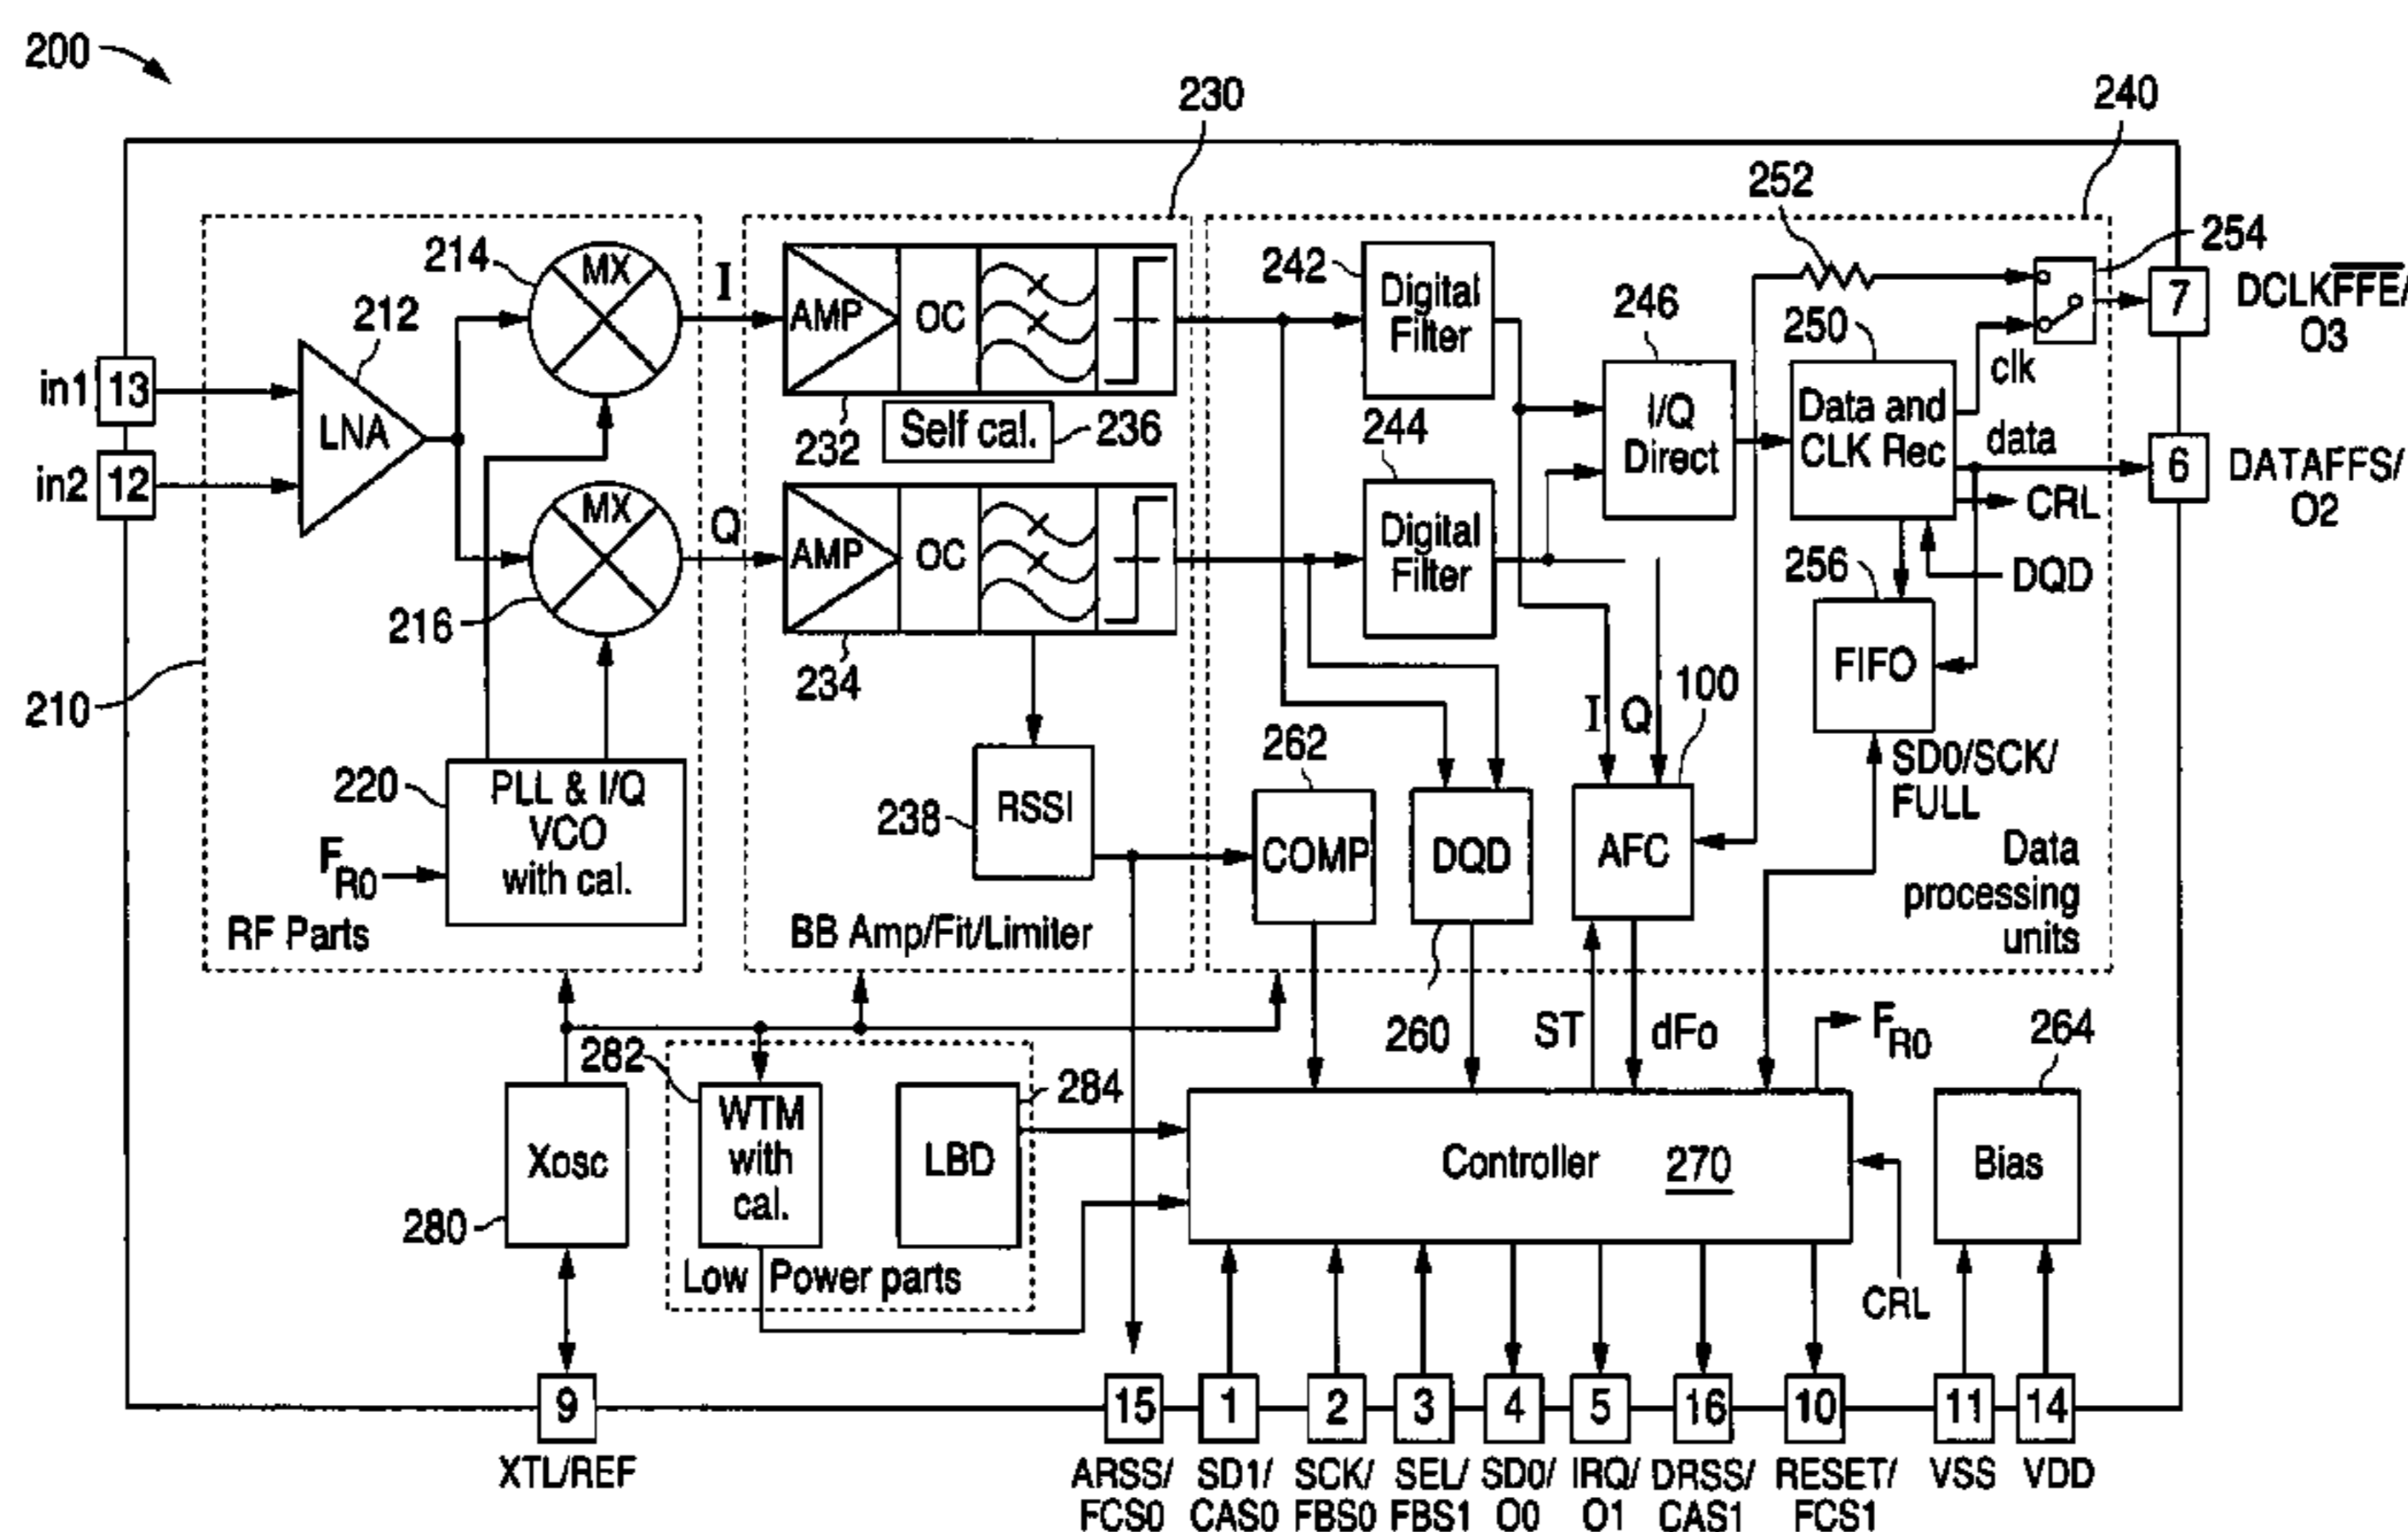 200
230
240
252
254
7
DCLKFFE/
O3
214
MX
I
AMP
OC
242
Digital
Filter
246
I/Q
Direct
250
Data and
CLK Rec
clk
data
6
DATAFFS/
O2
CRL
DQD
212
LNA
in1
13
in2
12
232
Self cal.
236
244
Digital
Filter
MX
Q
AMP
OC
216
234
256
FIFO
SD0/SCK/
FULL
210
220
PLL & I/Q
VCO
with cal.
FR0
RF Parts
238
RSSI
BB Amp/Fit/Limiter
262
COMP
DQD
260
I
Q
100
AFC
Data
processing
units
ST
dFo
FR0
264
Bias
282
WTM
with
cal.
284
LBD
Low Power parts
Xosc
280
Controller
270
CRL
9
XTL/REF
15
ARSS/
FCS0
1
SD1/
CAS0
2
SCK/
FBS0
3
SEL/
FBS1
4
SD0/
O0
5
IRQ/
O1
16
DRSS/
CAS1
10
RESET/
FCS1
11
VSS
14
VDD